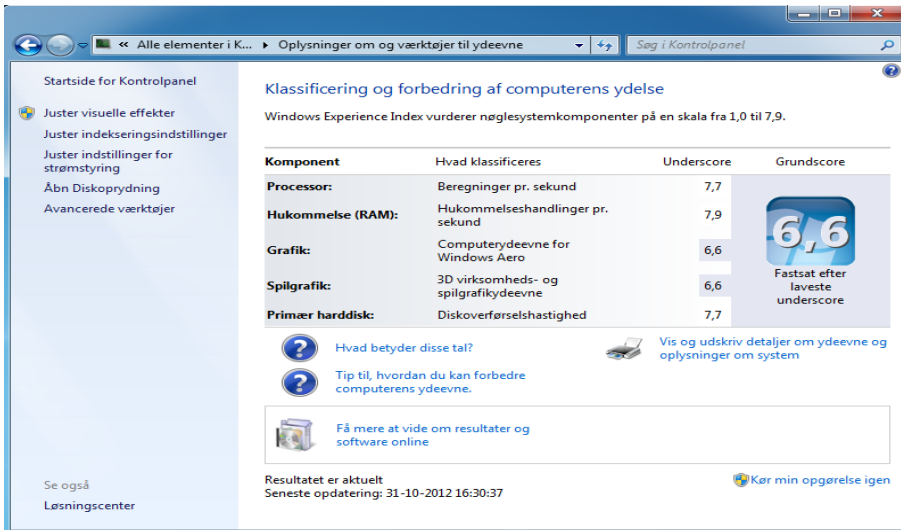 « Alle elementer i K... ▸ Oplysninger om og værktøjer til ydeevne
Søg i Kontrolpanel
Startside for Kontrolpanel
Juster visuelle effekter
Juster indekseringsindstillinger
Juster indstillinger for
strømstyring
Åbn Diskoprydning
Avancerede værktøjer
Se også
Løsningscenter
Klassificering og forbedring af computerens ydelse
Windows Experience Index vurderer nøglesystemkomponenter på en skala fra 1,0 til 7,9.
Komponent Hvad klassificeres Underscore Grundscore
Processor: Beregninger pr. sekund 7,7
Hukommelse (RAM): Hukommelseshandlinger pr.
sekund 7,9
Grafik: Computerydeevne for
Windows Aero 6,6
Spilgrafik: 3D virksomheds- og
spilgrafikydeevne 6,6
Primær harddisk: Diskoverførselshastighed 7,7
6,6
Fastsat efter
laveste
underscore
Hvad betyder disse tal?
Tip til, hvordan du kan forbedre
computerens ydeevne.
Vis og udskriv detaljer om ydeevne og
oplysninger om system
Få mere at vide om resultater og
software online
Resultatet er aktuelt
Seneste opdatering: 31-10-2012 16:30:37
Kør min opgørelse igen